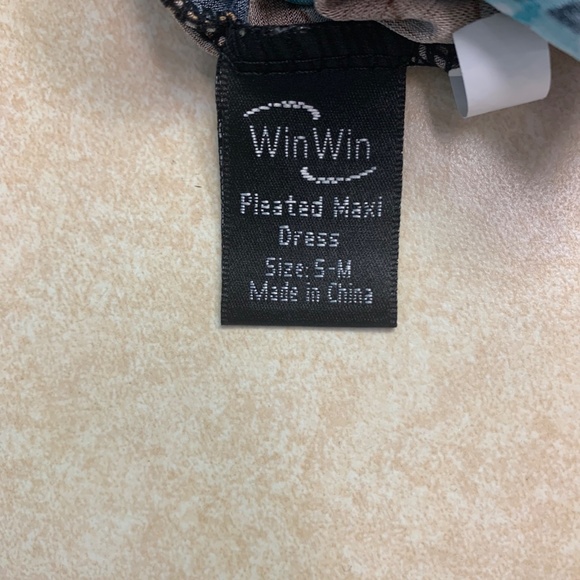 WinWin
Pleated Maxi
Dress
Size: S-M
Made in China